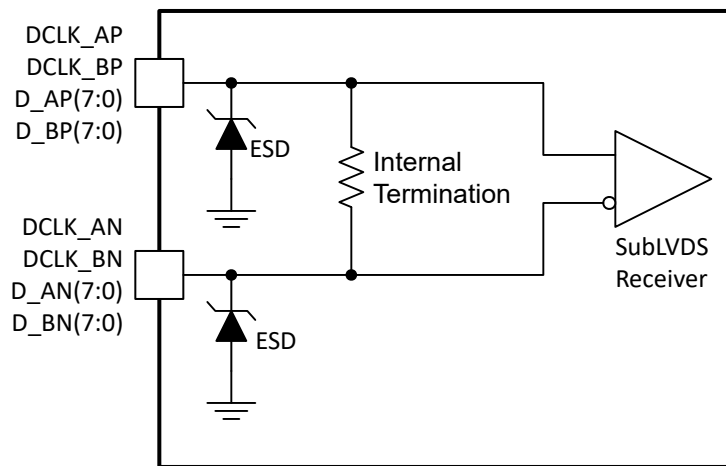 DCLK_AP
DCLK_BP
D_AP(7:0)
D_BP(7:0)
ESD
Internal
Termination
DCLK_AN
DCLK_BN
D_AN(7:0)
D_BN(7:0)
ESD
SubLVDS
Receiver